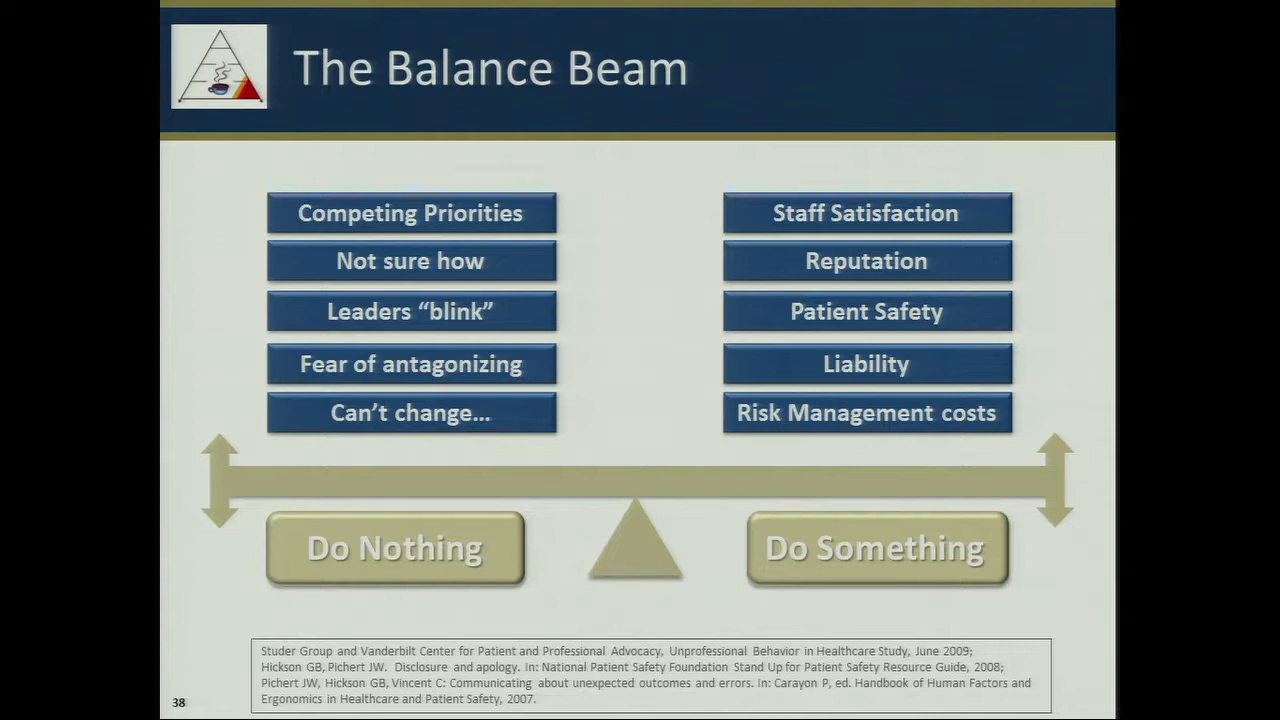 The Balance Beam
Competing Priorities
Not sure how
Leaders “blink”
Fear of antagonizing
Can’t change…
Staff Satisfaction
Reputation
Patient Safety
Liability
Risk Management costs
Do Nothing
Do Something
Studer Group and Vanderbilt Center for Patient and Professional Advocacy, Unprofessional Behavior in Healthcare Study, June 2009;
Hickson GB, Pichert JW. Disclosure and apology. In: National Patient Safety Foundation Stand Up for Patient Safety Resource Guide, 2008;
Pichert JW, Hickson GB, Vincent C: Communicating about unexpected outcomes and errors. In: Carayon P, ed. Handbook of Human Factors and
Ergonomics in Healthcare and Patient Safety, 2007.
38